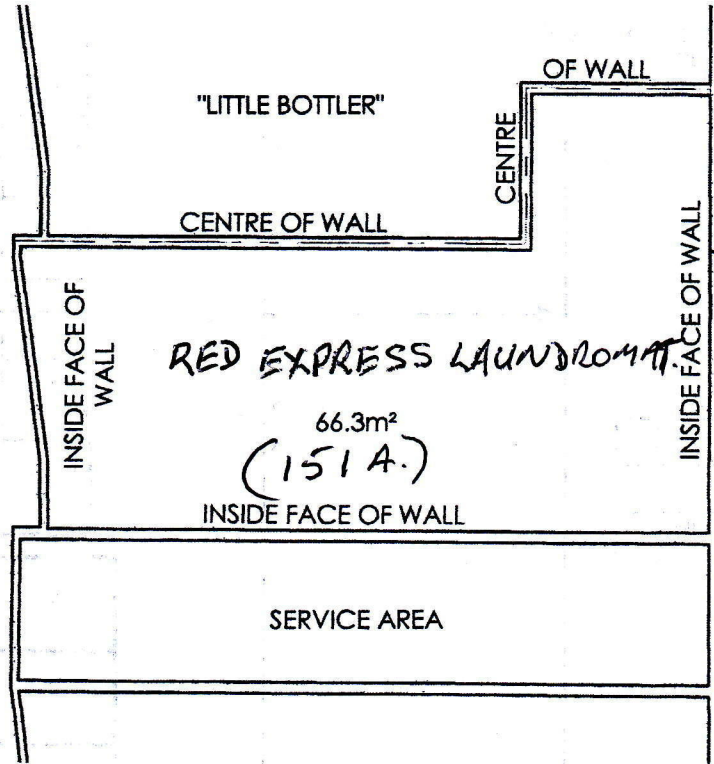 OF WALL
"LITTLE BOTTLER"
CENTRE
CENTRE OF WALL
INSIDE FACE OF
WALL
INSIDE FACE OF WALL
RED EXPRESS LAUNDROMAT.
66.3m²
(151A.)
INSIDE FACE OF WALL
SERVICE AREA